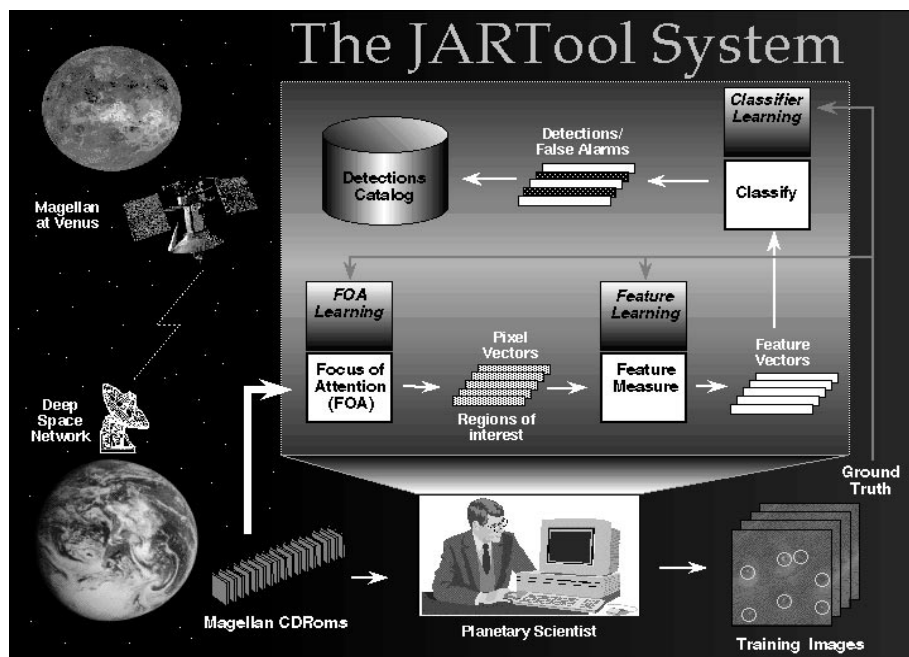 The JARTool System
Magellan
at Venus
Deep
Space
Network
Detections
Catalog
Detections/
False Alarms
Classifier
Learning
Classify
FOA
Learning
Focus of
Attention
(FOA)
Pixel
Vectors
Regions of
interest
Feature
Learning
Feature
Measure
Feature
Vectors
Ground
Truth
Magellan CDRoms
Planetary Scientist
Training Images